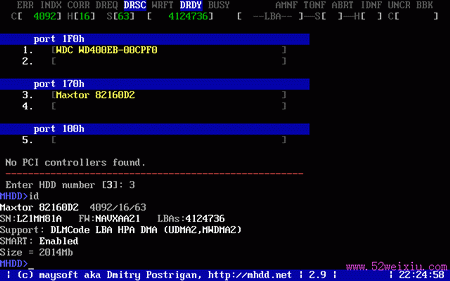 ERR INDX CORR DREQ DRSC WRFT DRDY BUSY AMNF TONF ABRT IDNF UNCR BBK
C[ 4092] H[16] S[63] [ 4124736] --LBA-- S[ ]H[ ] C[ ]
port 1F0h
1. [WDC WD400EB-00CPF0 ]
2. [ ]
port 170h
3. [Maxtor 82160D2 ]
4. [ ]
port 100h
5. [ ]
No PCI controllers found.
Enter HDD number [3]: 3
MHDD>id
Maxtor 82160D2 4092/16/63
SN:L21MM81A FW:NAVXAA21 LBAs:4124736
Support: DLMCode LBA HPA DMA (UDMA2,MWDMA2)
SMART: Enabled
Size = 2014Mb
www.52weixiu.com
MHDD>_
| (c) maysoft aka Dmitry Postrigan, http://mhdd.net | 2.9 | | 22:24:58